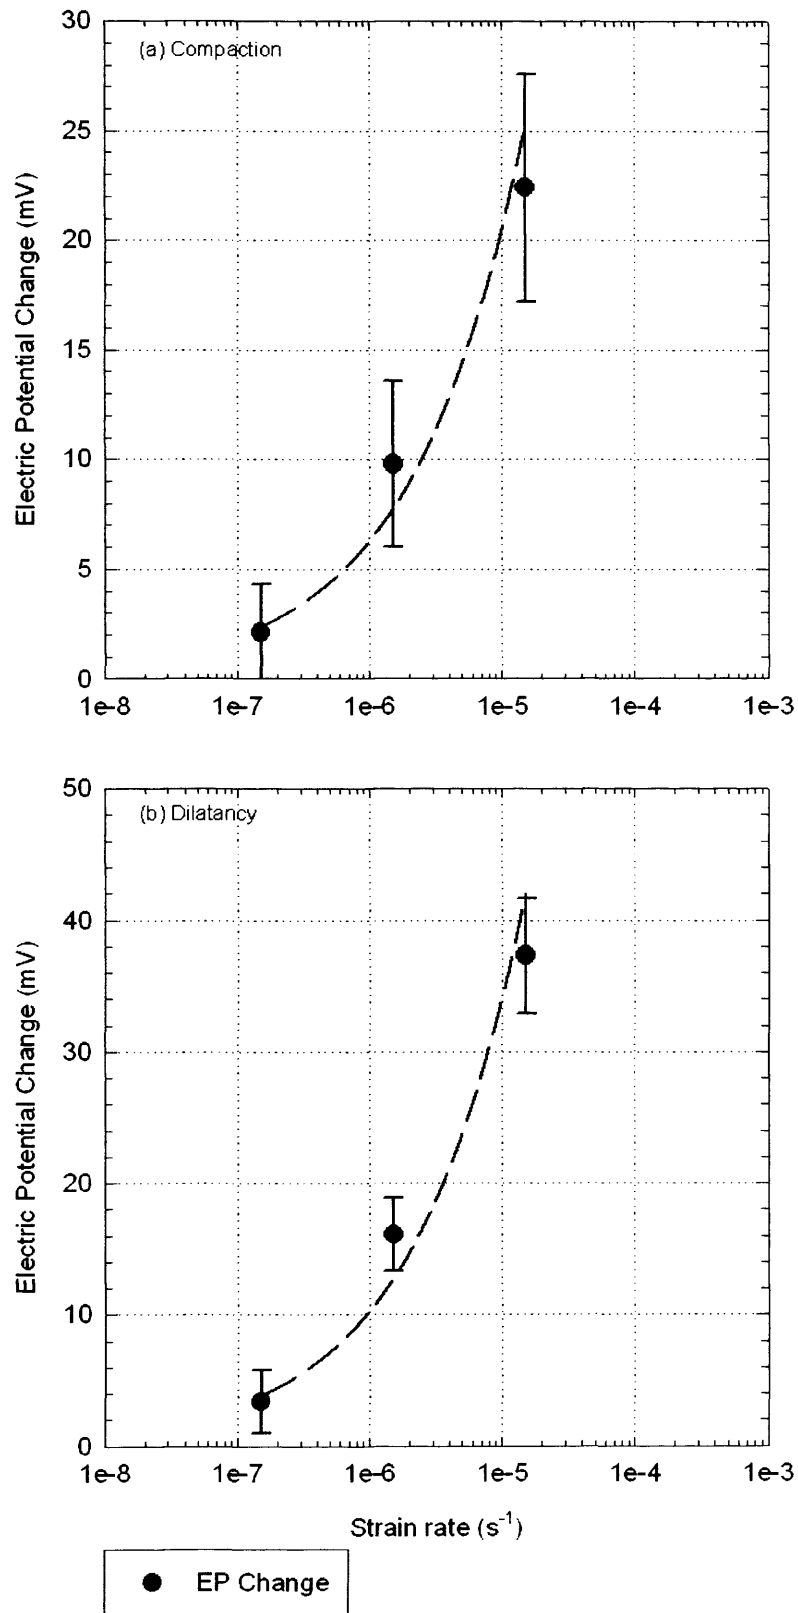 (a) Compaction
30
25
20
15
10
5
0
Electric Potential Change (mV)
1e-8 1e-7 1e-6 1e-5 1e-4 1e-3
(b) Dilatancy
50
40
30
20
10
0
Electric Potential Change (mV)
1e-8 1e-7 1e-6 1e-5 1e-4 1e-3
Strain rate (s⁻¹)
EP Change